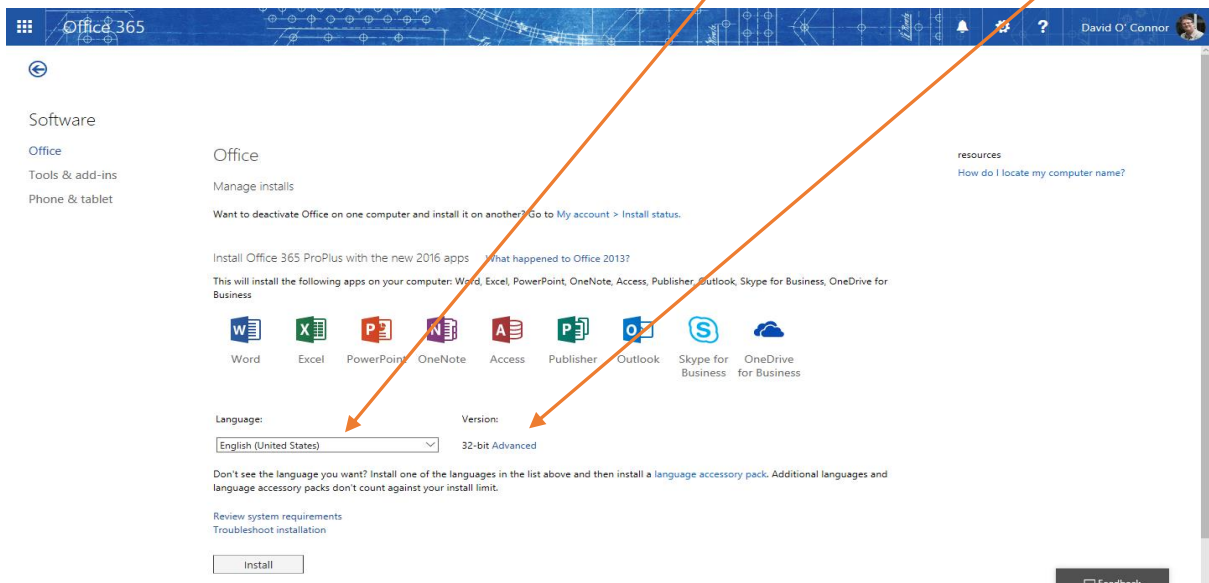 Office 365
David O' Connor
Software
Office
Tools & add-ins
Phone & tablet
Office
Manage installs
Want to deactivate Office on one computer and install it on another? Go to My account > Install status.
Install Office 365 ProPlus with the new 2016 apps What happened to Office 2013?
This will install the following apps on your computer: Word, Excel, PowerPoint, OneNote, Access, Publisher, Outlook, Skype for Business, OneDrive for
Business
Word Excel PowerPoint OneNote Access Publisher Outlook Skype for Business OneDrive for Business
Language: Version:
English (United States) 32-bit Advanced
Don't see the language you want? Install one of the languages in the list above and then install a language accessory pack. Additional languages and
language accessory packs don't count against your install limit.
Review system requirements
Troubleshoot installation
Install
resources
How do I locate my computer name?
Feedback